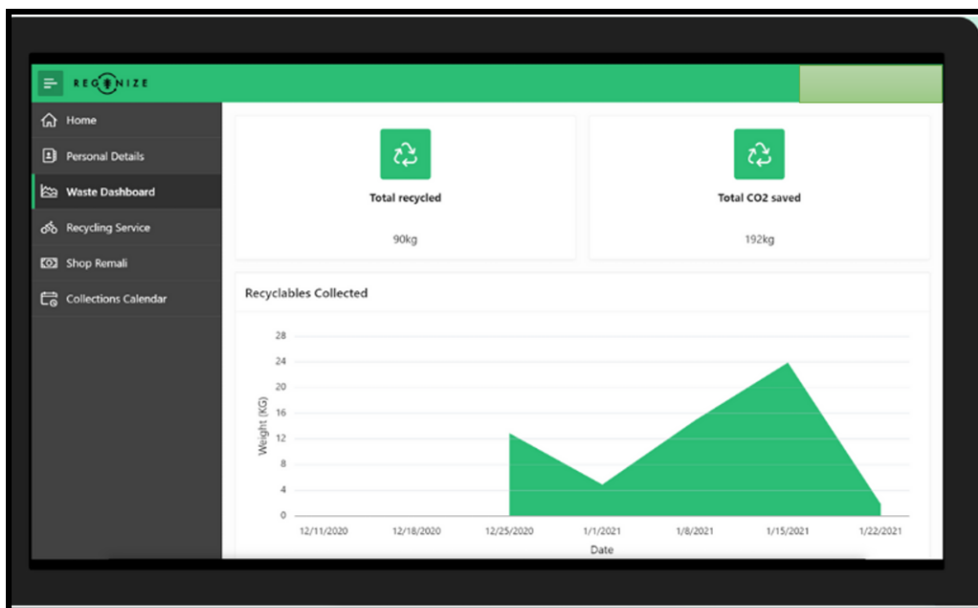 REGONIZE
Home
Personal Details
Waste Dashboard
Recycling Service
Shop Remali
Collections Calendar
Total recycled
90kg
Total CO2 saved
192kg
Recyclables Collected
28
24
20
16
12
8
4
0
Weight (KG)
12/11/2020 12/18/2020 12/25/2020 1/1/2021 1/8/2021 1/15/2021 1/22/2021
Date